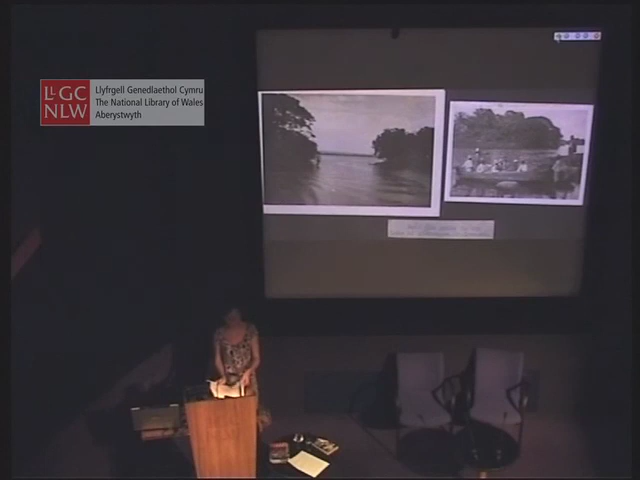 LLGC
NLW
Llyfrgell Genedlaethol Cymru
The National Library of Wales
Aberystwyth